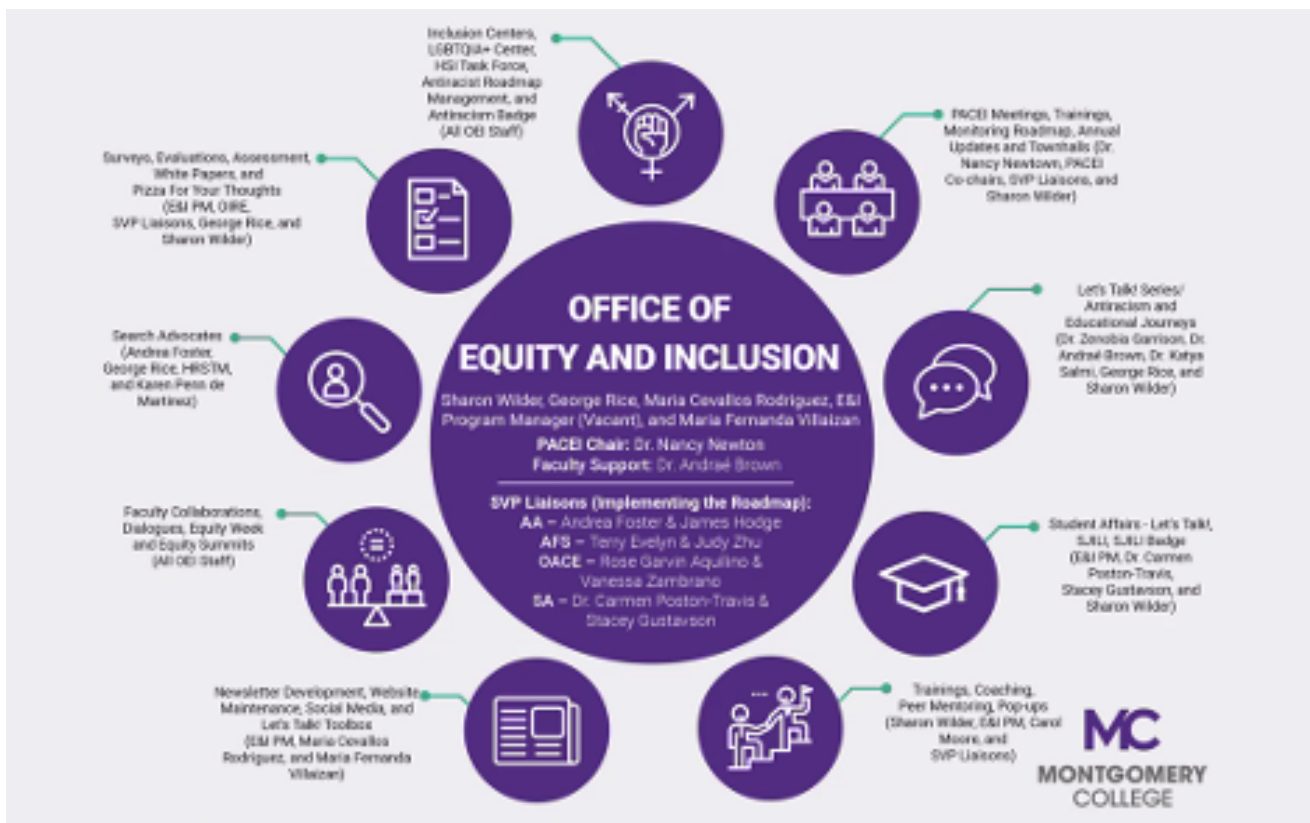 Inclusion Centers,
LGBTQIA+ Center,
HSI Task Force,
Antiracist Roadmap
Management, and
Antiracism Badge
(All OEI Staff)
PACEI Meetings, Trainings,
Monitoring Roadmap, Annual
Updates and Townhalls (Dr.
Nancy Newtown, PACEI
Co-chairs, SVP Liaisons, and
Sharon Wilder)
Surveys, Evaluations, Assessment,
White Papers, and
Pizza For Your Thoughts
(E&I PM, OIRE,
SVP Liaisons, George Rice, and
Sharon Wilder)
Let's Talk! Series/
Antiracism and
Educational Journeys
(Dr. Zenobia Garrison, Dr.
Andraé Brown, Dr. Katya
Salmi, George Rice, and
Sharon Wilder)
Search Advocates
(Andrea Foster,
George Rice, HRSTM,
and Karen Penn de
Martinez)
OFFICE OF
EQUITY AND INCLUSION
Sharon Wilder, George Rice, Maria Cevallos Rodriguez, E&I
Program Manager (Vacant), and Maria Fernanda Villaizan
PACEI Chair: Dr. Nancy Newton
Faculty Support: Dr. Andraé Brown
SVP Liaisons (Implementing the Roadmap):
AA – Andrea Foster & James Hodge
AFS – Terry Evelyn & Judy Zhu
OACE – Rose Garvin Aquilino &
Vanessa Zambrano
SA – Dr. Carmen Poston-Travis &
Stacey Gustavson
Faculty Collaborations,
Dialogues, Equity Week
and Equity Summits
(All OEI Staff)
Student Affairs - Let's Talk!,
SJILI, SJILI Badge
(E&I PM, Dr. Carmen
Poston-Travis,
Stacey Gustavson, and
Sharon Wilder)
Newsletter Development, Website
Maintenance, Social Media, and
Let's Talk! Toolbox
(E&I PM, Maria Cevallos
Rodriguez, and Maria Fernanda
Villaizan)
Trainings, Coaching,
Peer Mentoring, Pop-ups
(Sharon Wilder, E&I PM, Carol
Moore, and
SVP Liaisons)
MC
MONTGOMERY
COLLEGE